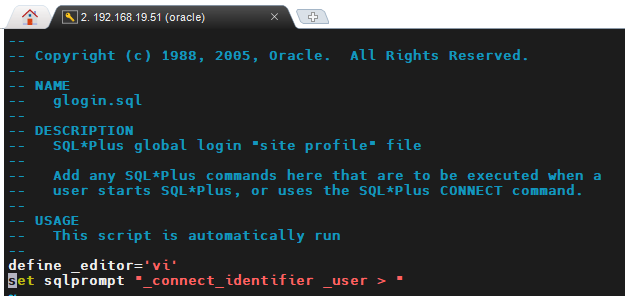 2. 192.168.19.51 (oracle)
--
-- Copyright (c) 1988, 2005, Oracle.  All Rights Reserved.
--
-- NAME
--   glogin.sql
--
-- DESCRIPTION
--   SQL*Plus global login "site profile" file
--
--   Add any SQL*Plus commands here that are to be executed when a
--   user starts SQL*Plus, or uses the SQL*Plus CONNECT command.
--
-- USAGE
--   This script is automatically run
--
define _editor='vi'
set sqlprompt "_connect_identifier _user > "